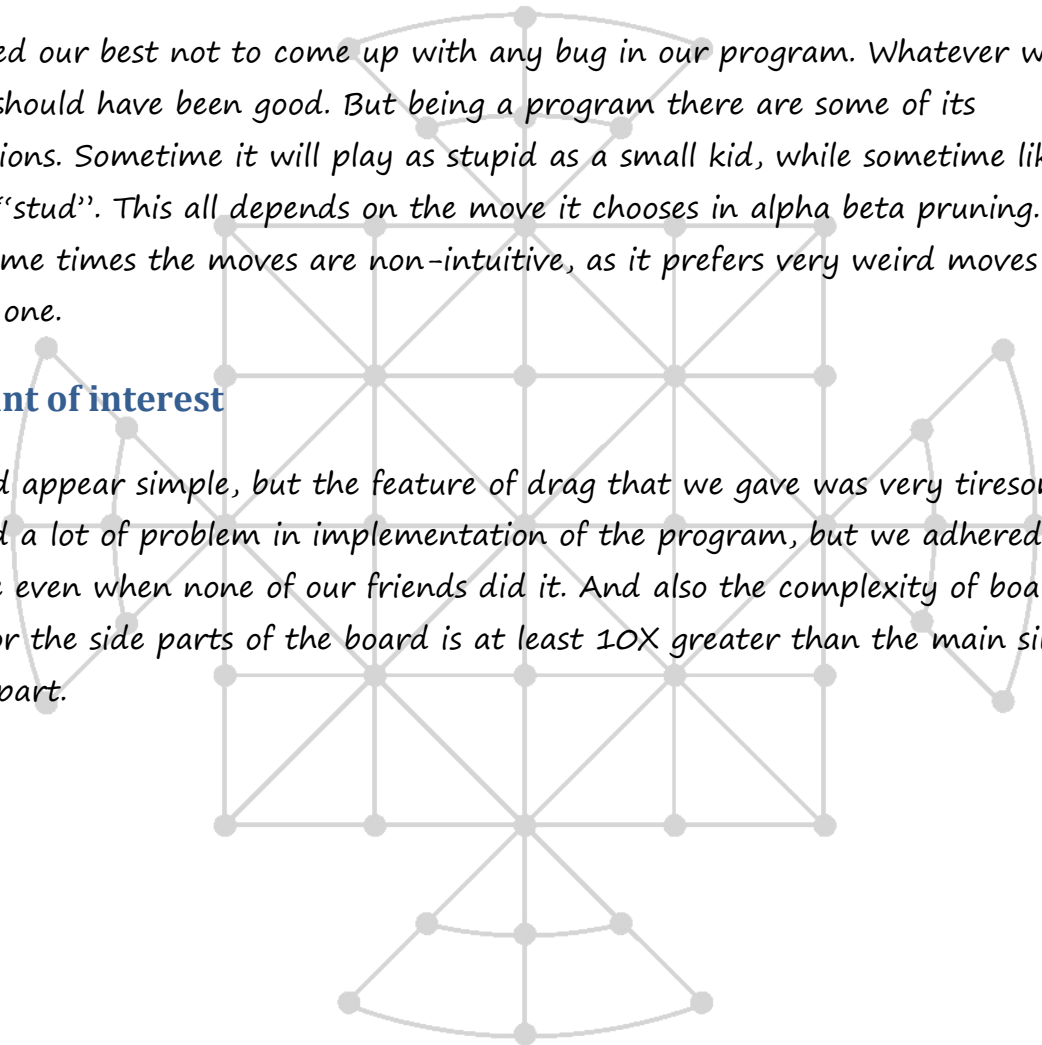 ed our best not to come up with any bug in our program. Whatever w
should have been good. But being a program there are some of its
ions. Sometime it will play as stupid as a small kid, while sometime lik
“stud”. This all depends on the move it chooses in alpha beta pruning.
me times the moves are non-intuitive, as it prefers very weird moves
one.
nt of interest
d appear simple, but the feature of drag that we gave was very tireso
d a lot of problem in implementation of the program, but we adhered
e even when none of our friends did it. And also the complexity of boa
or the side parts of the board is at least 10X greater than the main si
part.